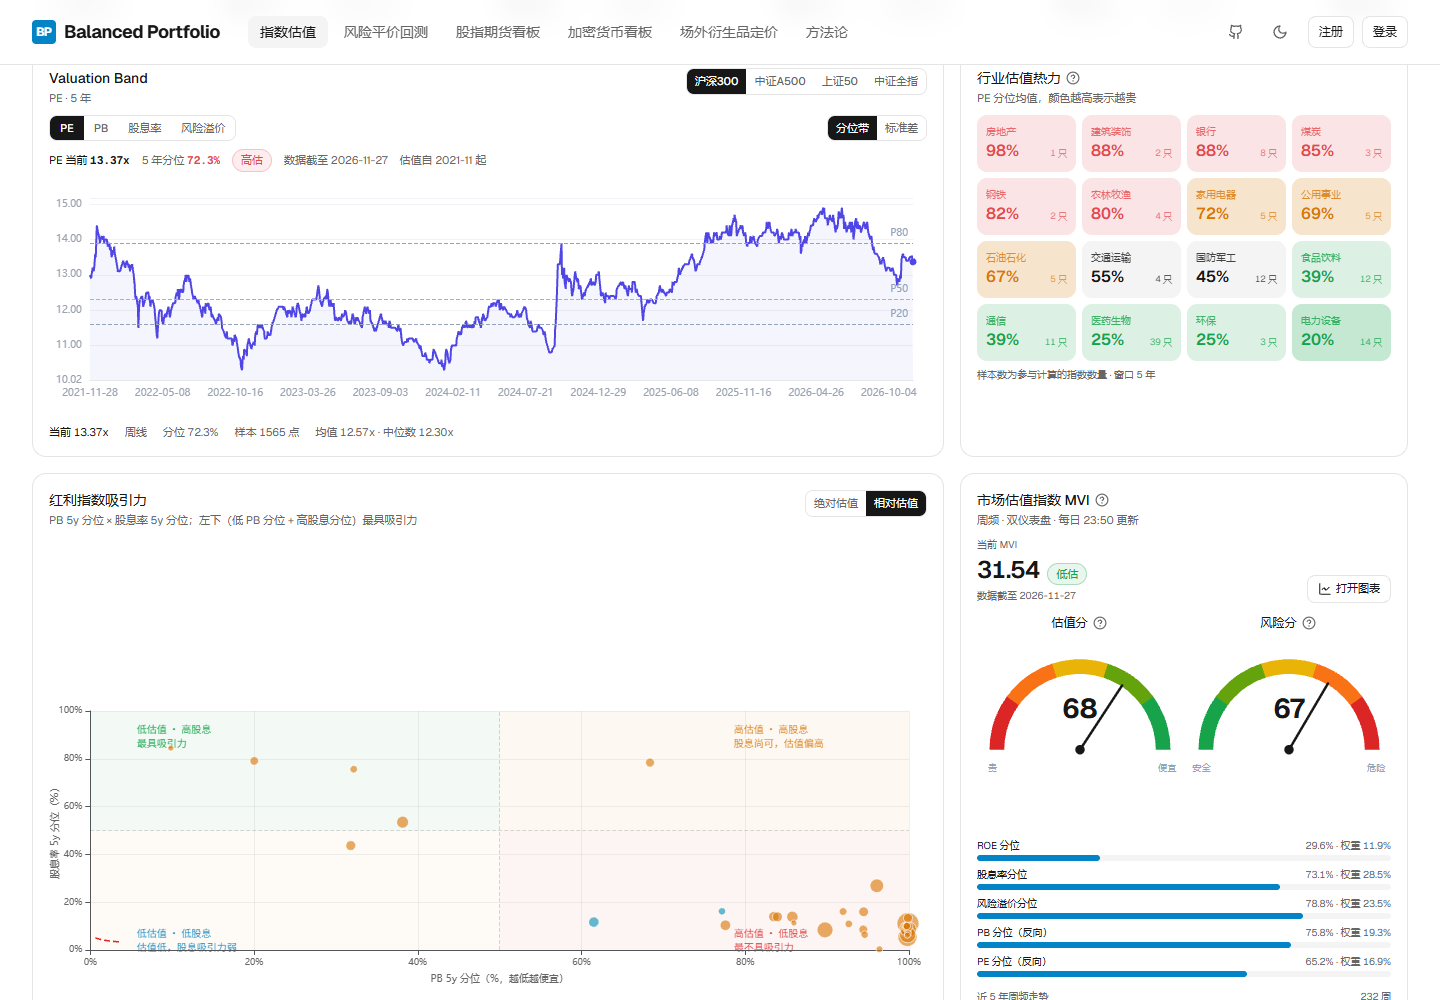 BP Balanced Portfolio 指数估值 风险平价回测 股指期货看板 加密货币看板 场外衍生品定价 方法论 注册 登录
Valuation Band
PE · 5 年
沪深300 中证A500 上证50 中证全指
PE PB 股息率 风险溢价
分位带 标准差
PE 当前 13.37x 5 年分位 72.3% 高估 数据截至 2026-11-27 估值自 2021-11 起
15.00
14.00
13.00
12.00
11.00
10.02
P80
P50
P20
2021-11-28 2022-05-08 2022-10-16 2023-03-26 2023-09-03 2024-02-11 2024-07-21 2024-12-29 2025-06-08 2025-11-16 2026-04-26 2026-10-04
当前 13.37x 周线 分位 72.3% 样本 1565 点 均值 12.57x · 中位数 12.30x
行业估值热力
PE 分位均值，颜色越高表示越贵
房地产 98% 1 只
建筑装饰 88% 2 只
银行 88% 8 只
煤炭 85% 3 只
钢铁 82% 2 只
农林牧渔 80% 4 只
家用电器 72% 5 只
公用事业 69% 5 只
石油石化 67% 5 只
交通运输 55% 4 只
国防军工 45% 12 只
食品饮料 39% 12 只
通信 39% 11 只
医药生物 25% 39 只
环保 25% 3 只
电力设备 20% 14 只
样本数为参与计算的指数数量 · 窗口 5 年
红利指数吸引力
PB 5y 分位 × 股息率 5y 分位；左下（低 PB 分位 + 高股息分位）最具吸引力
绝对估值 相对估值
股息率 5y 分位（%）
100%
80%
60%
40%
20%
0%
低估值 · 高股息
最具吸引力
高估值 · 高股息
股息尚可，估值偏高
低估值 · 低股息
估值低，股息吸引力弱
高估值 · 低股息
最不具吸引力
0% 20% 40% 60% 80% 100%
PB 5y 分位（%，越低越便宜）
市场估值指数 MVI
周频 · 双仪表盘 · 每日 23:50 更新
当前 MVI
31.54 低估
数据截至 2026-11-27
打开图表
估值分
68
贵 便宜
风险分
67
安全 危险
ROE 分位 29.6% · 权重 11.9%
股息率分位 73.1% · 权重 28.5%
风险溢价分位 78.8% · 权重 23.5%
PB 分位（反向） 75.8% · 权重 19.3%
PE 分位（反向） 65.2% · 权重 16.9%
近 5 年周频走势 232 周